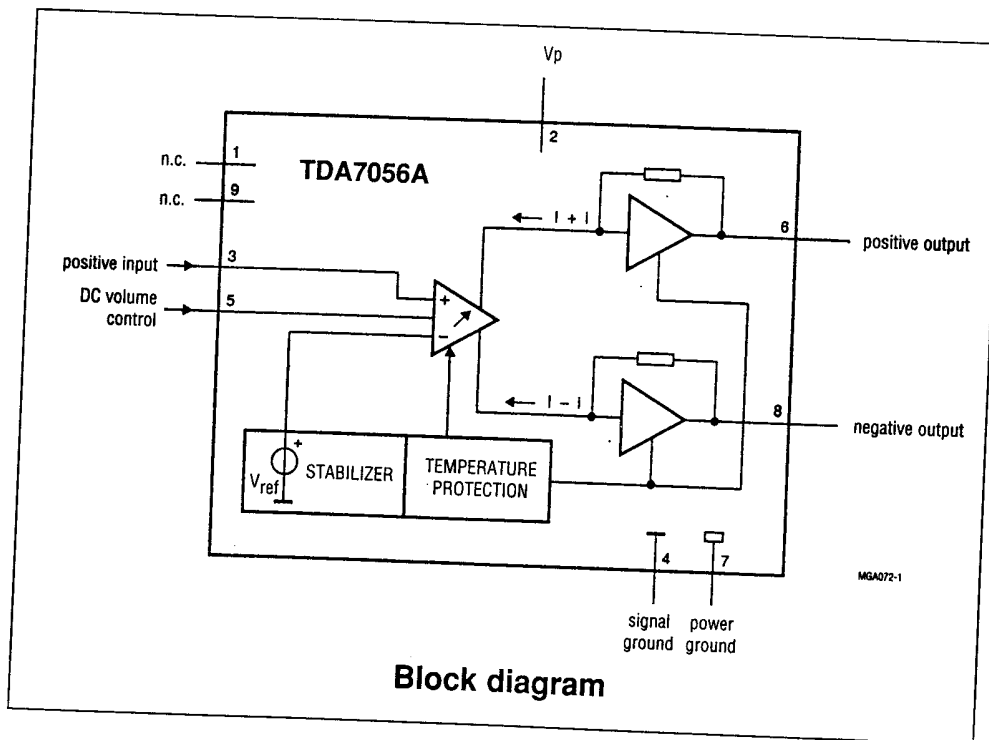 Vp
2
n.c.
1
TDA7056A
n.c.
9
← I + i
6
positive output
positive input
3
DC volume
control
5
+
−
← I − i
8
negative output
+
Vref
STABILIZER
TEMPERATURE
PROTECTION
4
7
MGA072-1
signal
ground
power
ground
Block diagram